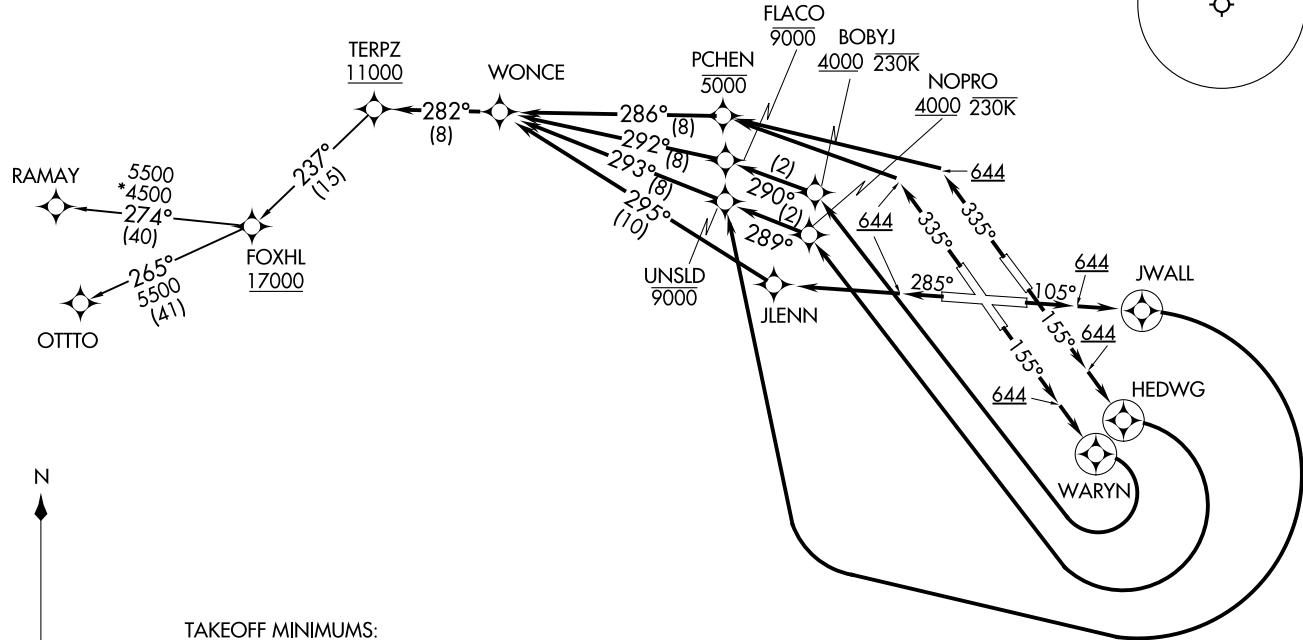 FLACO
9000
BOBYJ
4000 230K
NOPRO
4000 230K
TERPZ
11000
WONCE
PCHEN
5000
282°
(8)
286°
(8)
292°
(8)
293°
(8)
295°
(10)
(2)
290°
(2)
289°
644
644
335°
335°
237°
(15)
RAMAY
5500
*4500
274°
(40)
FOXHL
17000
265°
5500
(41)
OTTTO
UNSLD
9000
JLENN
285°
105°
644
JWALL
155°
644
155°
644
HEDWG
WARYN
N
TAKEOFF MINIMUMS: